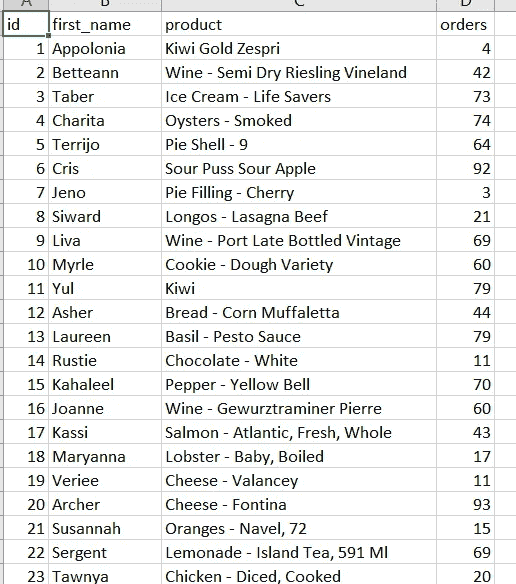 A B C D
id first_name product orders
1 Appolonia Kiwi Gold Zespri 4
2 Betteann Wine - Semi Dry Riesling Vineland 42
3 Taber Ice Cream - Life Savers 73
4 Charita Oysters - Smoked 74
5 Terrijo Pie Shell - 9 64
6 Cris Sour Puss Sour Apple 92
7 Jeno Pie Filling - Cherry 3
8 Siward Longos - Lasagna Beef 21
9 Liva Wine - Port Late Bottled Vintage 69
10 Myrle Cookie - Dough Variety 60
11 Yul Kiwi 79
12 Asher Bread - Corn Muffaletta 44
13 Laureen Basil - Pesto Sauce 79
14 Rustie Chocolate - White 11
15 Kahaleel Pepper - Yellow Bell 70
16 Joanne Wine - Gewurztraminer Pierre 60
17 Kassi Salmon - Atlantic, Fresh, Whole 43
18 Maryanna Lobster - Baby, Boiled 17
19 Veriee Cheese - Valancey 11
20 Archer Cheese - Fontina 93
21 Susannah Oranges - Navel, 72 15
22 Sergent Lemonade - Island Tea, 591 Ml 69
23 Tawnya Chicken - Diced, Cooked 20